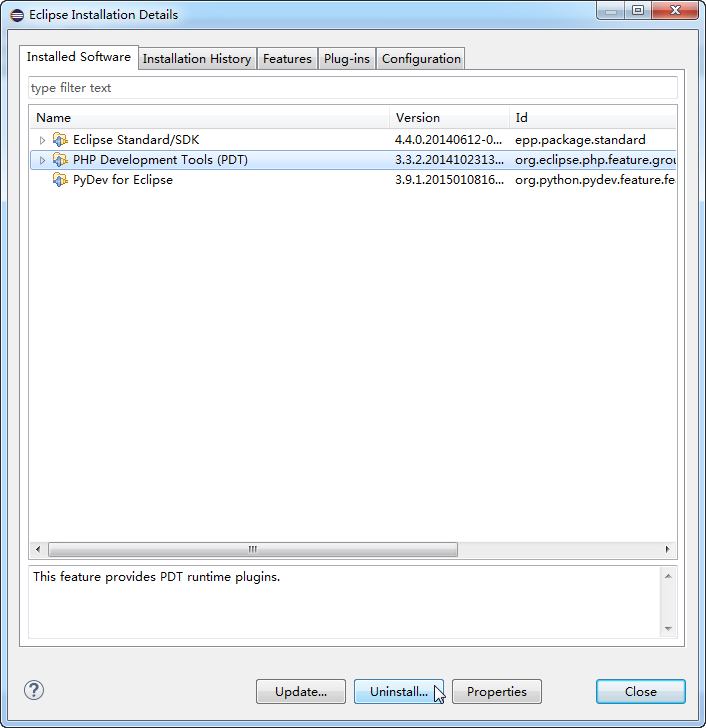 Eclipse Installation Details
Installed Software Installation History Features Plug-ins Configuration
type filter text
Name Version Id
Eclipse Standard/SDK 4.4.0.20140612-0... epp.package.standard
PHP Development Tools (PDT) 3.3.2.2014102313... org.eclipse.php.feature.grou
PyDev for Eclipse 3.9.1.2015010816... org.python.pydev.feature.fe
This feature provides PDT runtime plugins.
? Update... Uninstall... Properties Close